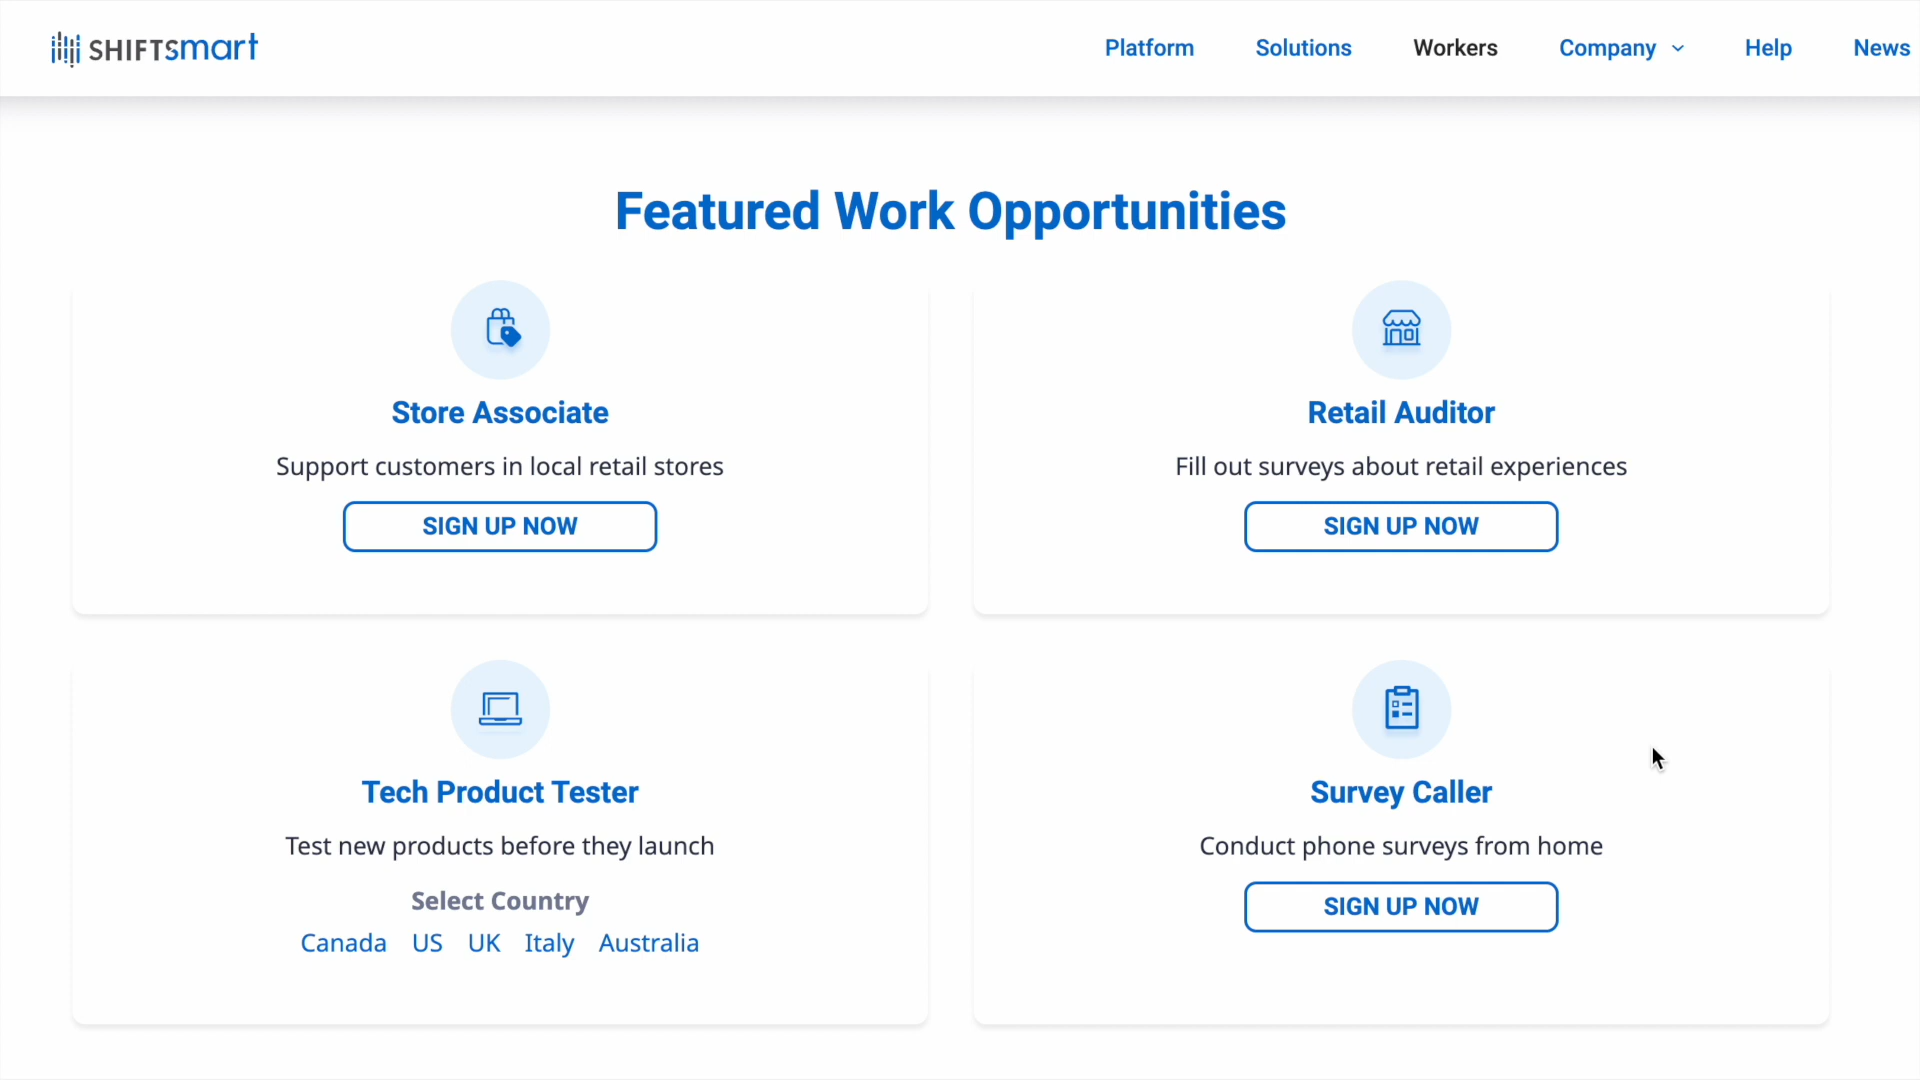 SHIFTSmart
Platform Solutions Workers Company Help News
Featured Work Opportunities
Store Associate
Support customers in local retail stores
SIGN UP NOW
Retail Auditor
Fill out surveys about retail experiences
SIGN UP NOW
Tech Product Tester
Test new products before they launch
Select Country
Canada US UK Italy Australia
Survey Caller
Conduct phone surveys from home
SIGN UP NOW